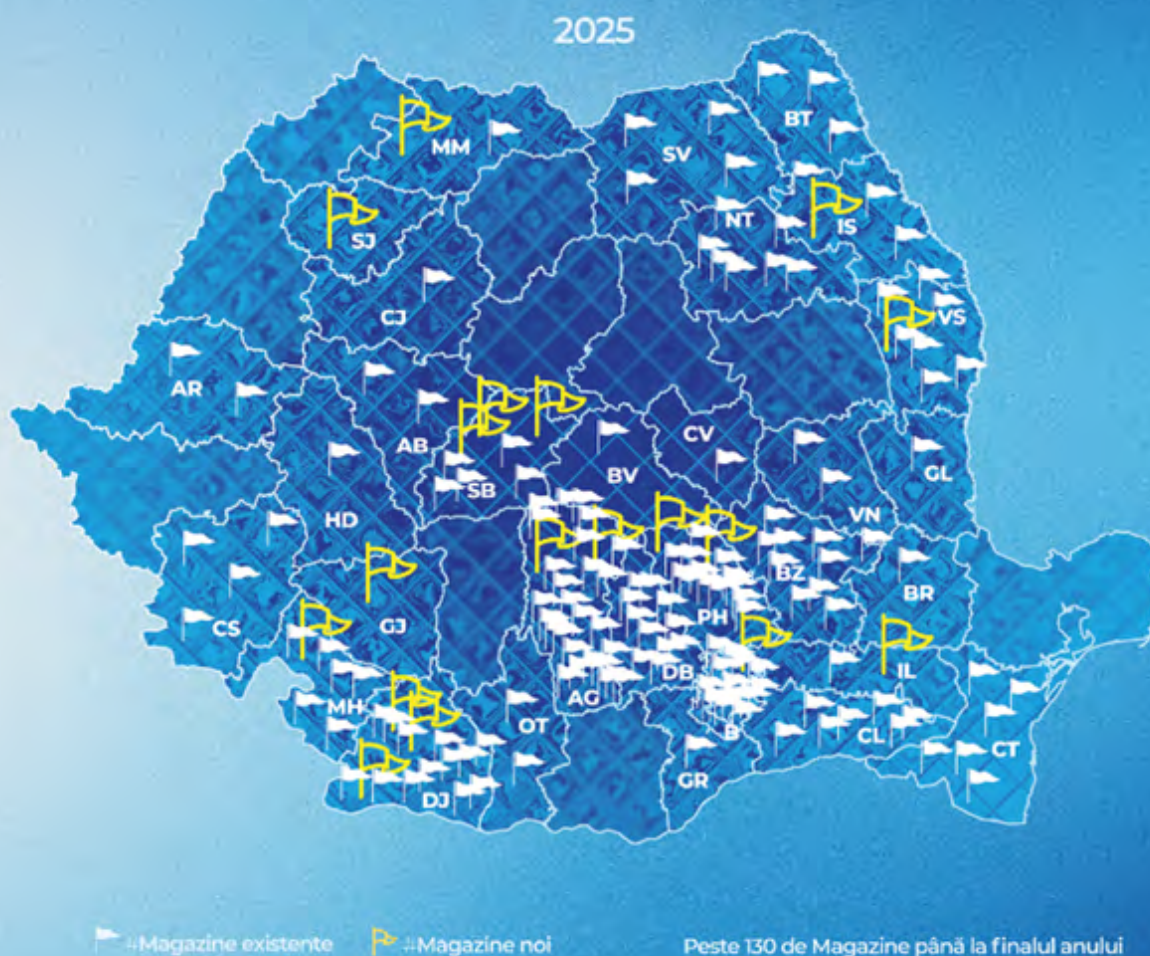 2025
BT
MM
SV
NT
IS
SJ
CJ
VS
AR
AB
CV
BV
GL
SB
HD
VN
BZ
BR
CS
GJ
PH
DB
IL
AG
MH
OT
B
CL
CT
GR
DJ
#Magazine existente
#Magazine noi
Peste 130 de Magazine până la finalul anului